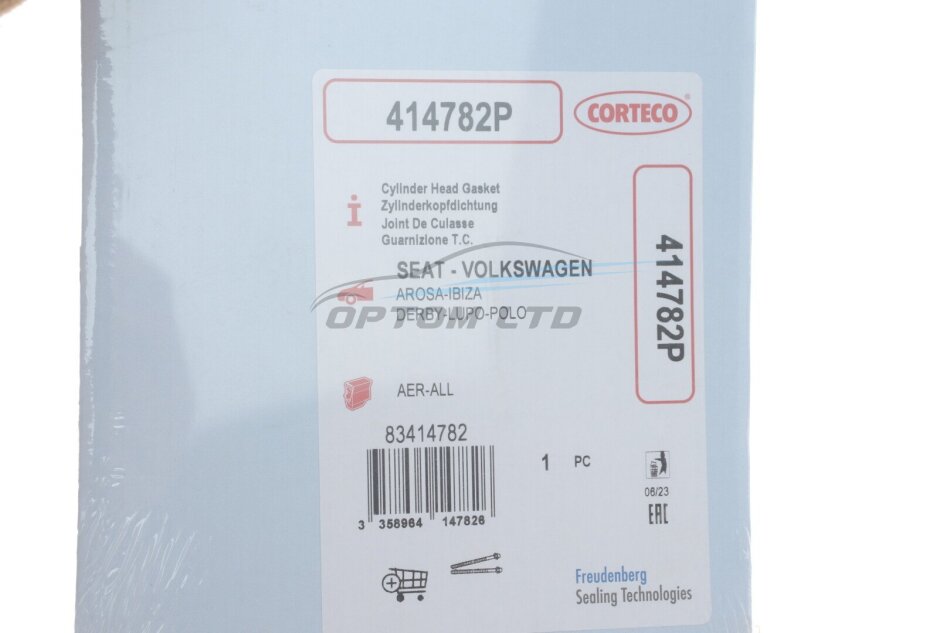 414782P
CORTECO®
Cylinder Head Gasket
Zylinderkopfdichtung
Joint De Culasse
Guarnizione T.C.
414782P
SEAT - VOLKSWAGEN
AROSA-IBIZA
DERBY-LUPO-POLO
OPTOM LTD
AER-ALL
83414782
1 PC
06/23
EAC
3 358964 147826
Freudenberg
Sealing Technologies